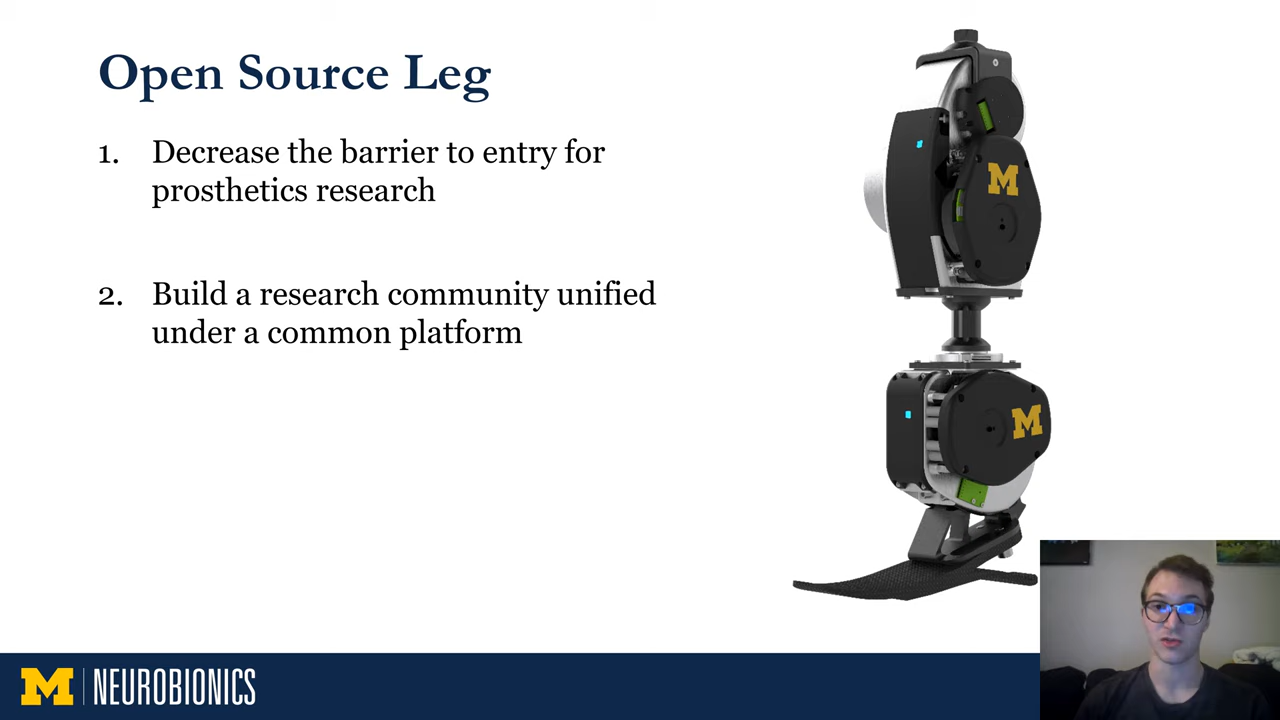 Open Source Leg
1. Decrease the barrier to entry for
prosthetics research
2. Build a research community unified
under a common platform
M
M
M NEUROBIONICS